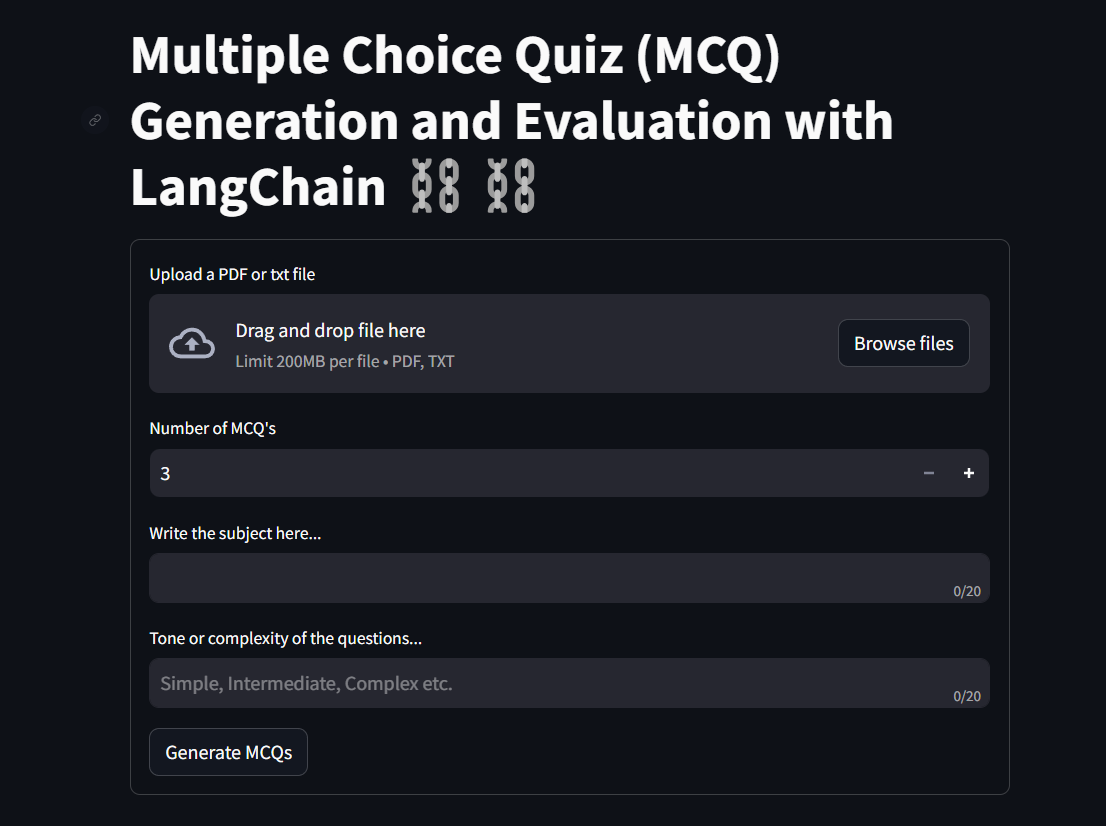 Multiple Choice Quiz (MCQ)
Generation and Evaluation with
LangChain ⛓️ ⛓️
Upload a PDF or txt file
Drag and drop file here
Limit 200MB per file • PDF, TXT
Browse files
Number of MCQ's
3
Write the subject here...
0/20
Tone or complexity of the questions...
Simple, Intermediate, Complex etc.
0/20
Generate MCQs